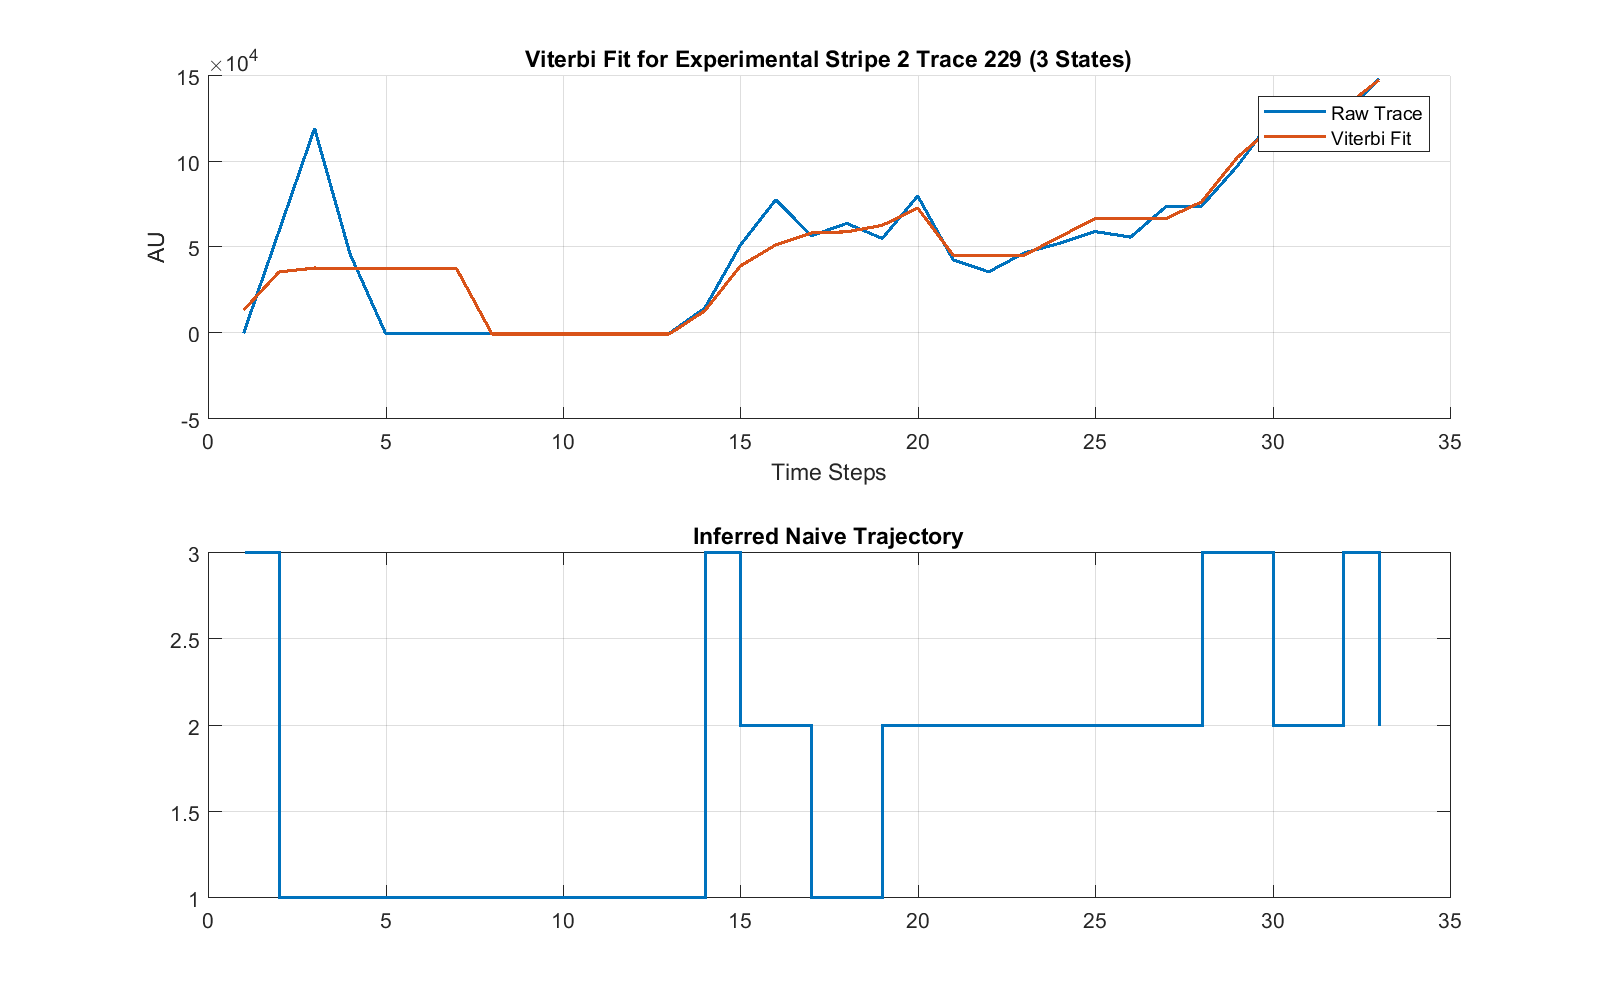 Viterbi Fit for Experimental Stripe 2 Trace 229 (3 States)
×10⁴
15
10
5
0
-5
AU
Raw Trace
Viterbi Fit
0 5 10 15 20 25 30 35
Time Steps
Inferred Naive Trajectory
3
2.5
2
1.5
1
0 5 10 15 20 25 30 35